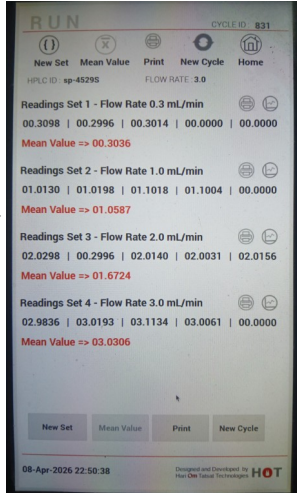 RUN CYCLE ID: 831
New Set Mean Value Print New Cycle Home
HPLC ID: sp-4529S FLOW RATE: 3.0
Readings Set 1 - Flow Rate 0.3 mL/min
00.3098 | 00.2996 | 00.3014 | 00.0000 | 00.0000
Mean Value => 00.3036
Readings Set 2 - Flow Rate 1.0 mL/min
01.0130 | 01.0198 | 01.1018 | 01.1004 | 00.0000
Mean Value => 01.0587
Readings Set 3 - Flow Rate 2.0 mL/min
02.0298 | 00.2996 | 02.0140 | 02.0031 | 02.0156
Mean Value => 01.6724
Readings Set 4 - Flow Rate 3.0 mL/min
02.9836 | 03.0193 | 03.1134 | 03.0061 | 00.0000
Mean Value => 03.0306
New Set Mean Value Print New Cycle
08-Apr-2026 22:50:38 Designed and Developed by HOT
Hari Om Tatsat Technologies